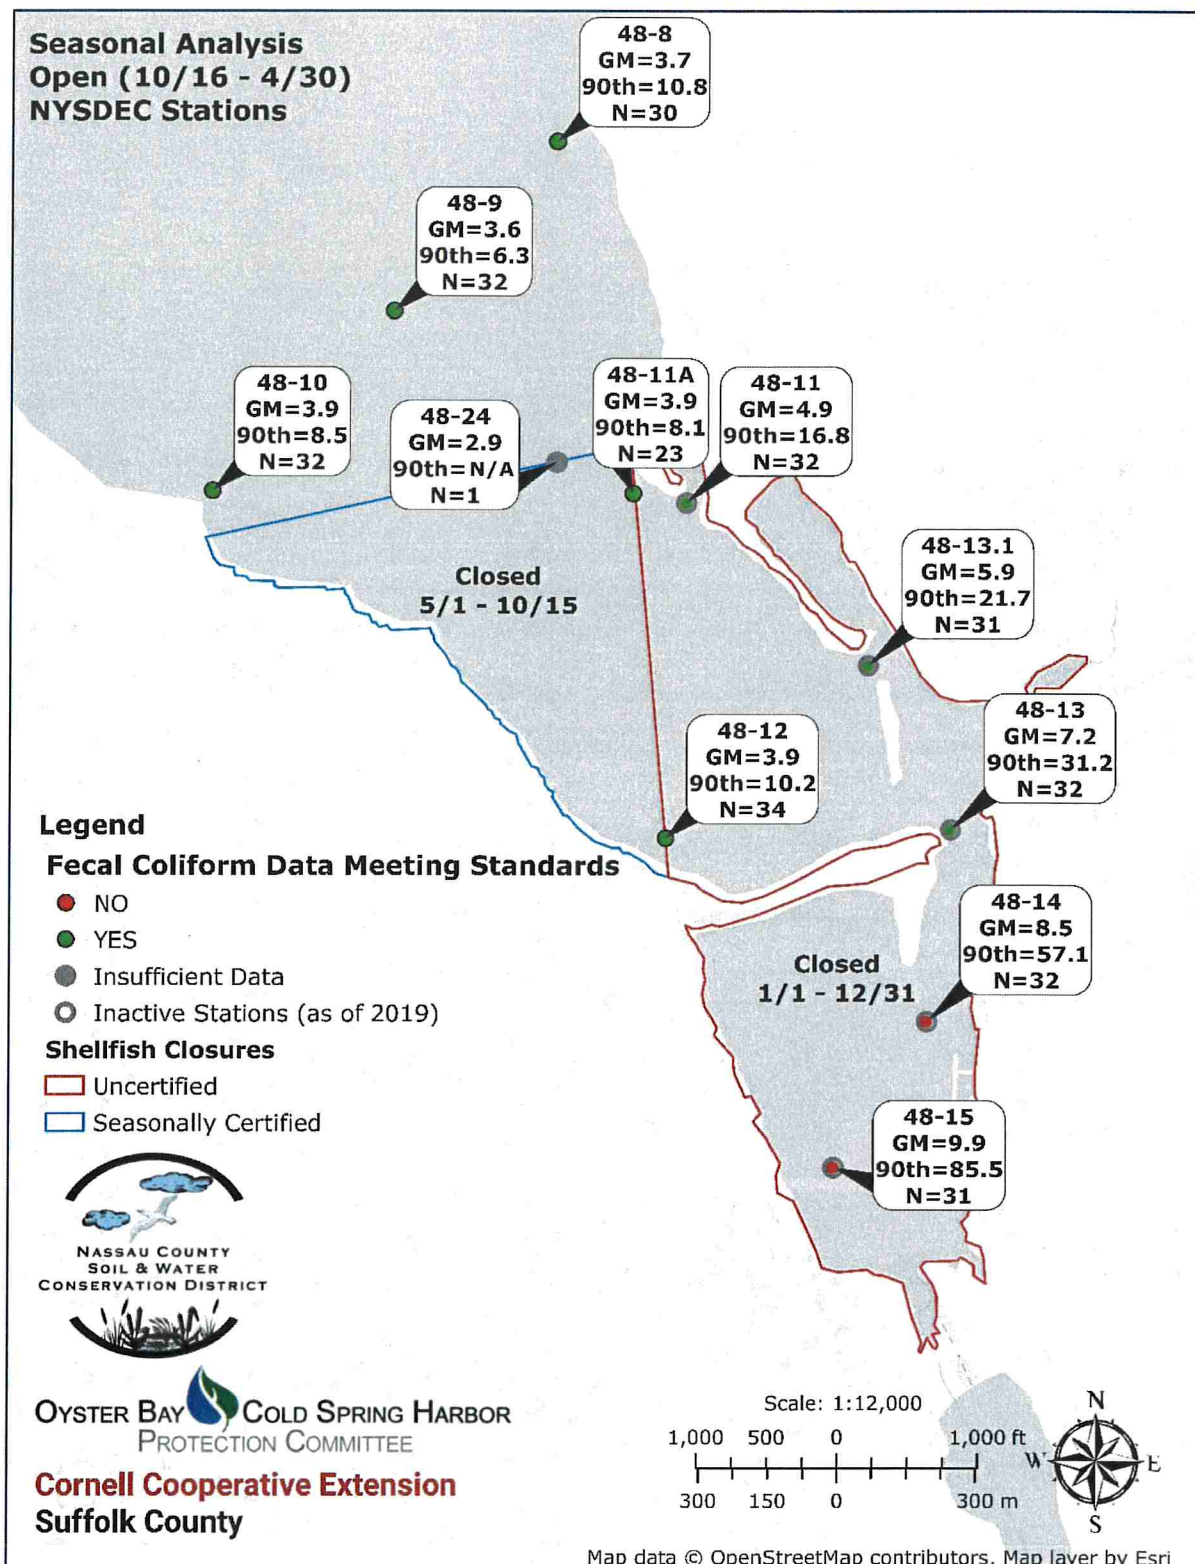 Seasonal Analysis
Open (10/16 - 4/30)
NYSDEC Stations
48-8
GM=3.7
90th=10.8
N=30
48-9
GM=3.6
90th=6.3
N=32
48-10
GM=3.9
90th=8.5
N=32
48-24
GM=2.9
90th=N/A
N=1
48-11A
GM=3.9
90th=8.1
N=23
48-11
GM=4.9
90th=16.8
N=32
48-13.1
GM=5.9
90th=21.7
N=31
Closed
5/1 - 10/15
48-12
GM=3.9
90th=10.2
N=34
48-13
GM=7.2
90th=31.2
N=32
48-14
GM=8.5
90th=57.1
N=32
Closed
1/1 - 12/31
48-15
GM=9.9
90th=85.5
N=31
Legend
Fecal Coliform Data Meeting Standards
NO
YES
Insufficient Data
Inactive Stations (as of 2019)
Shellfish Closures
Uncertified
Seasonally Certified
NASSAU COUNTY
SOIL & WATER
CONSERVATION DISTRICT
OYSTER BAY COLD SPRING HARBOR
PROTECTION COMMITTEE
Cornell Cooperative Extension
Suffolk County
Scale: 1:12,000
1,000 500 0 1,000 ft
300 150 0 300 m
N
W E
S
Map data © OpenStreetMap contributors, Map layer by Esri